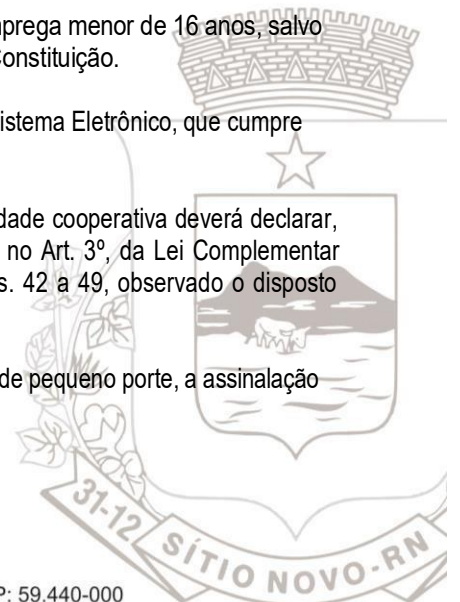 prega menor de 16 anos, salvo
Constituição.
istema Eletrônico, que cumpre
dade cooperativa deverá declarar,
no Art. 3º, da Lei Complementar
s. 42 a 49, observado o disposto
de pequeno porte, a assinalação
31-12
SÍTIO NOVO-RN
P: 59.440-000